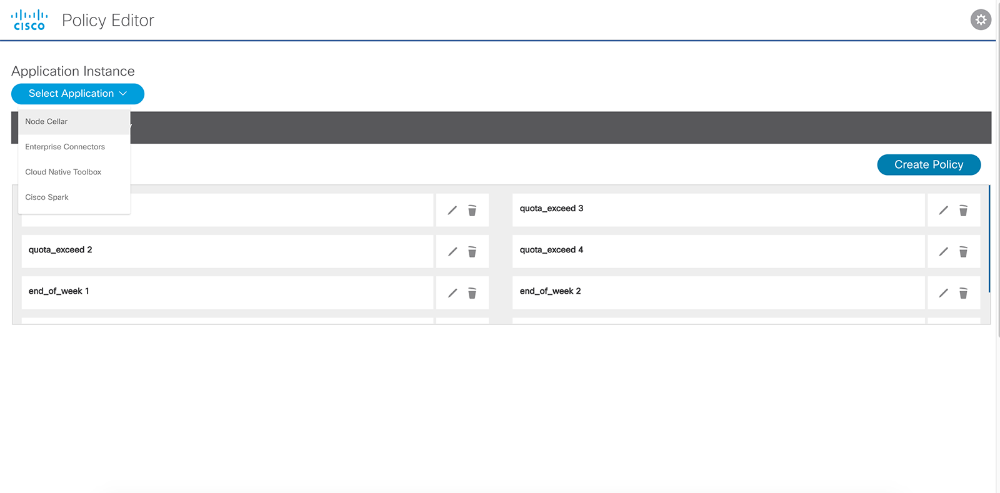 CISCO
Policy Editor
Application Instance
Select Application
Node Cellar
Enterprise Connectors
Cloud Native Toolbox
Cisco Spark
Create Policy
quota_exceed 3
quota_exceed 2
quota_exceed 4
end_of_week 1
end_of_week 2